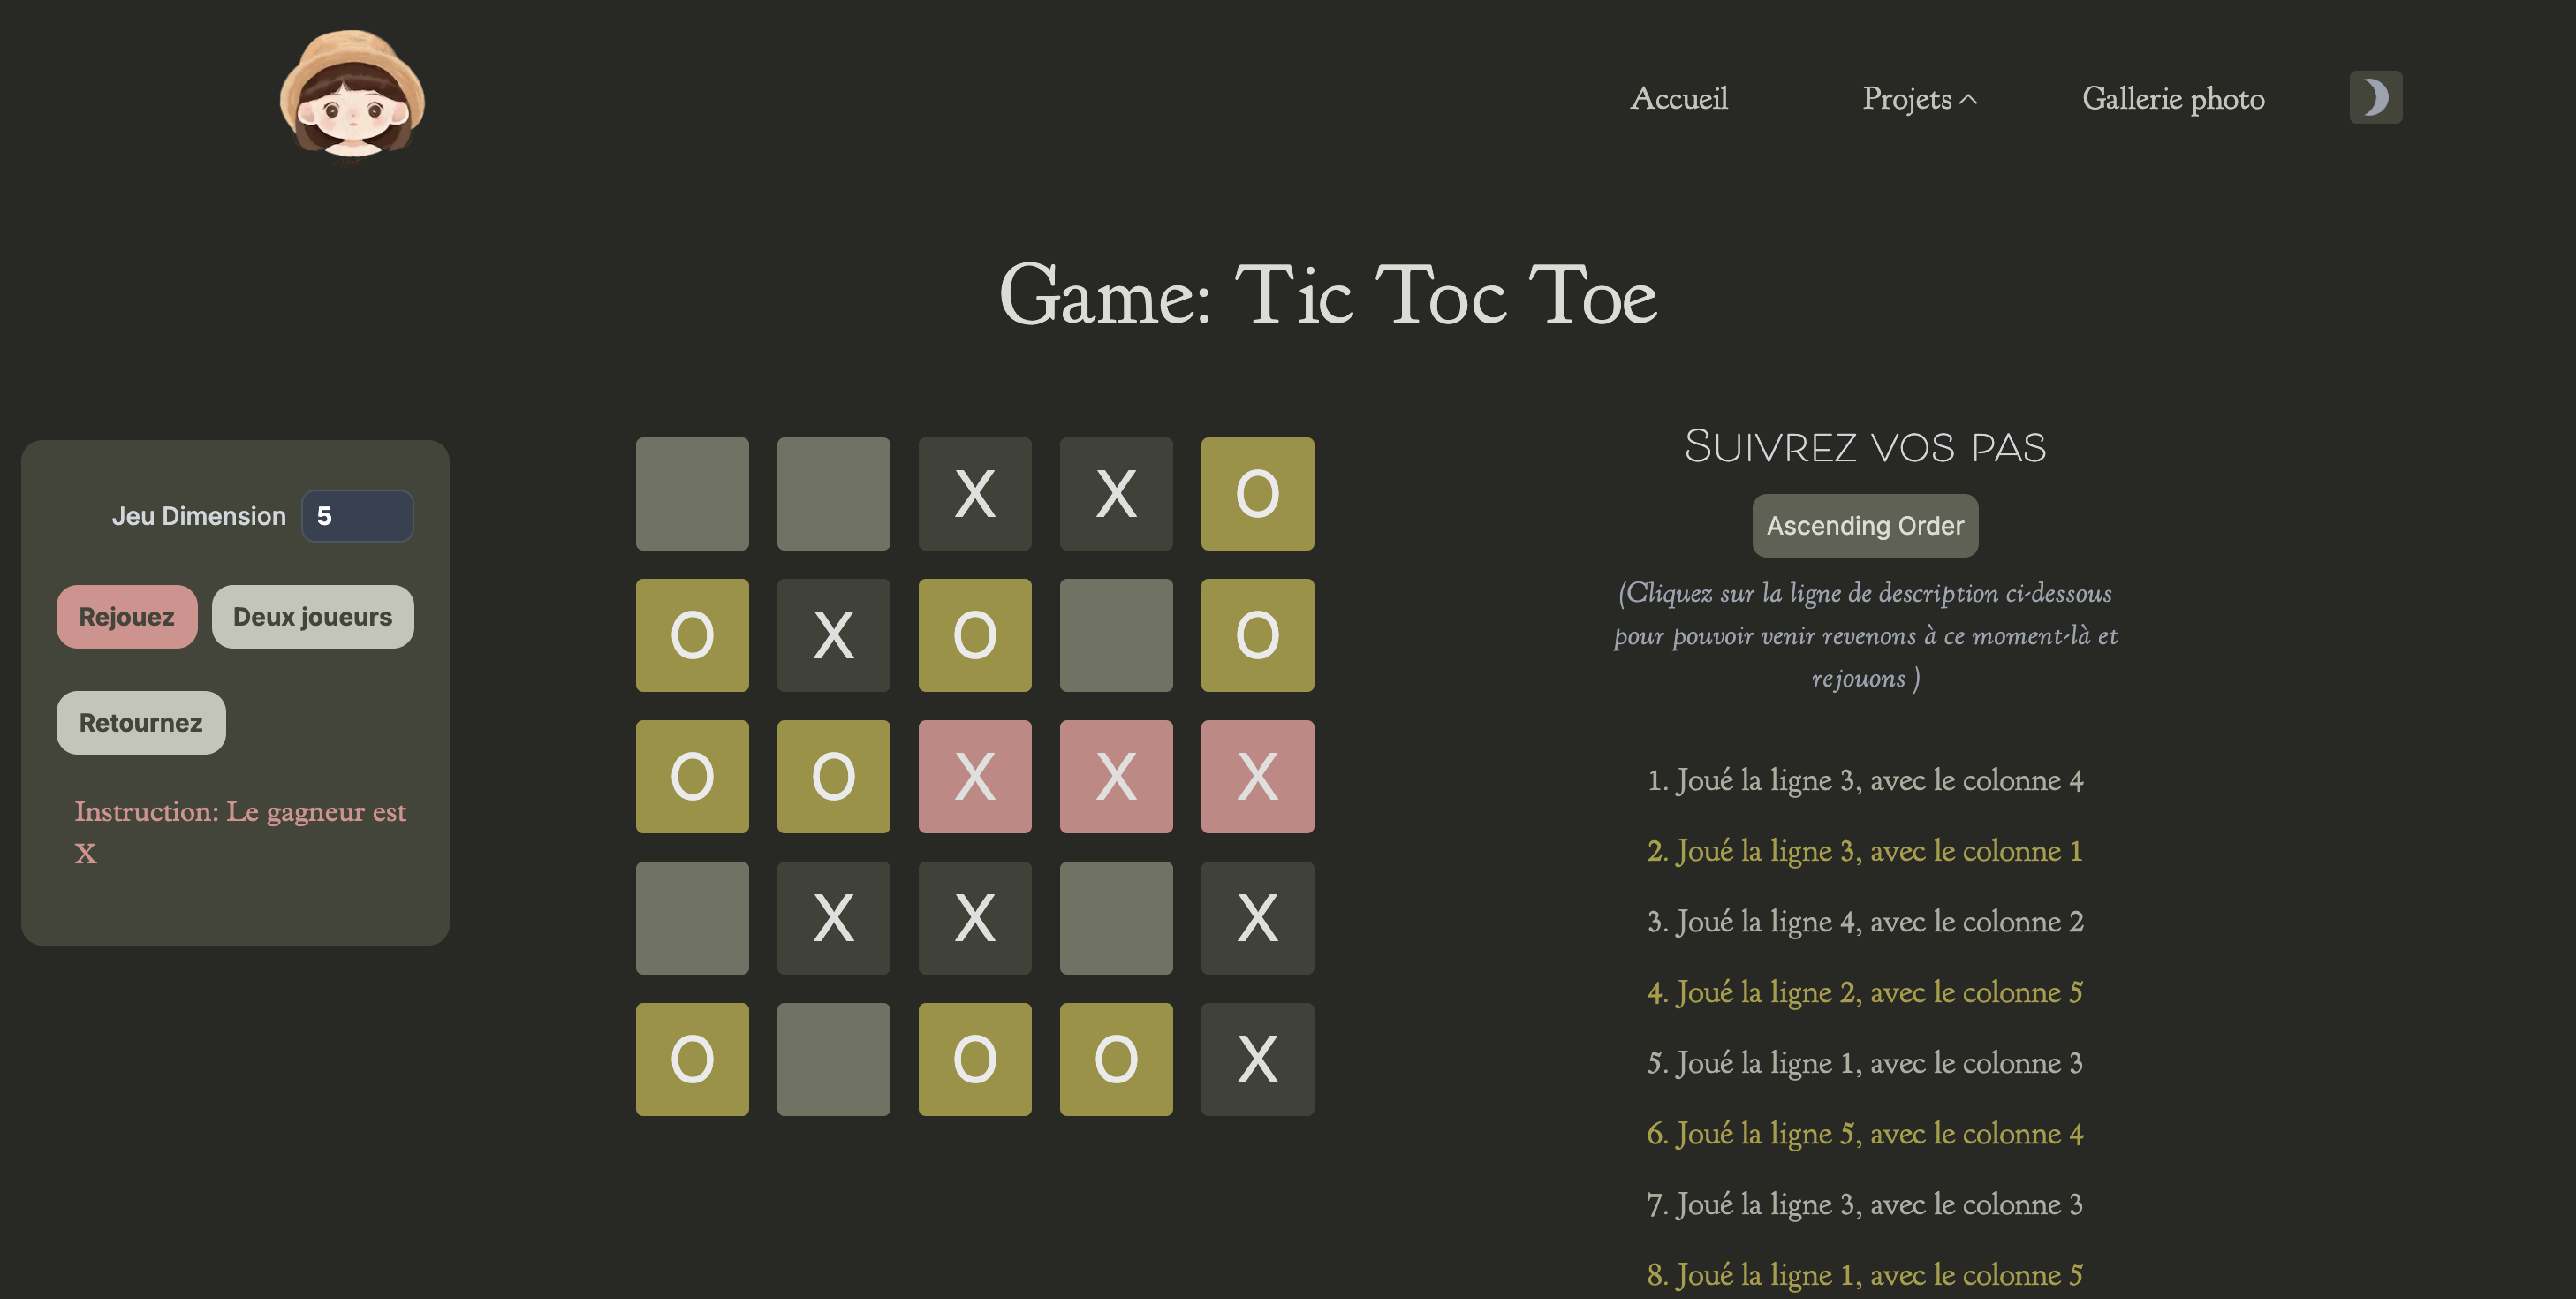 Accueil Projets Gallerie photo
Game: Tic Toc Toe
Jeu Dimension 5
Rejouez Deux joueurs
Retournez
Instruction: Le gagneur est
X
X X O
O X O O
O O X X X
X X X
O O O X
Suivrez vos pas
Ascending Order
(Cliquez sur la ligne de description ci-dessous
pour pouvoir venir revenons à ce moment-là et
rejouons )
1. Joué la ligne 3, avec le colonne 4
2. Joué la ligne 3, avec le colonne 1
3. Joué la ligne 4, avec le colonne 2
4. Joué la ligne 2, avec le colonne 5
5. Joué la ligne 1, avec le colonne 3
6. Joué la ligne 5, avec le colonne 4
7. Joué la ligne 3, avec le colonne 3
8. Joué la ligne 1, avec le colonne 5